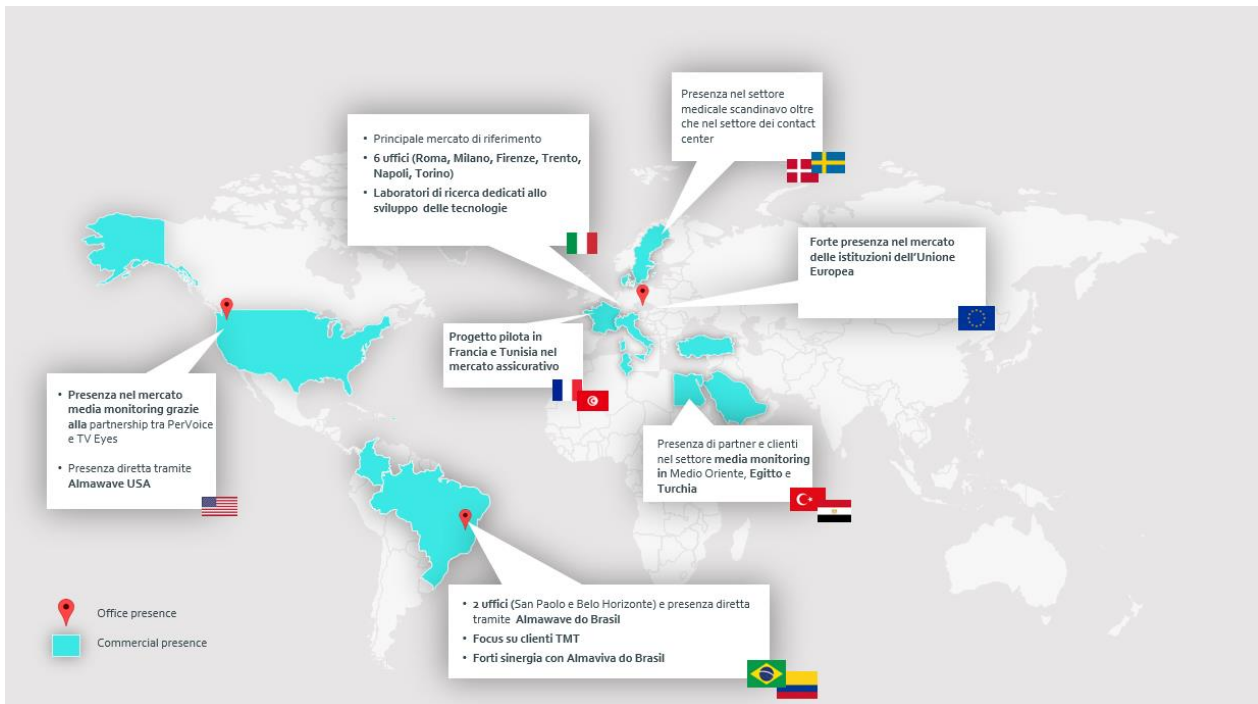 Presenza nel settore
medicale scandinavo oltre
che nel settore dei contact
center
• Principale mercato di riferimento
• 6 uffici (Roma, Milano, Firenze, Trento,
Napoli, Torino)
• Laboratori di ricerca dedicati allo
sviluppo delle tecnologie
Forte presenza nel mercato
delle istituzioni dell'Unione
Europea
Progetto pilota in
Francia e Tunisia nel
mercato assicurativo
• Presenza nel mercato
media monitoring grazie
alla partnership tra PerVoice
e TV Eyes
• Presenza diretta tramite
Almawave USA
Presenza di partner e clienti
nel settore media monitoring
in Medio Oriente, Egitto e
Turchia
• 2 uffici (San Paolo e Belo Horizonte) e presenza diretta
tramite Almawave do Brasil
• Focus su clienti TMT
• Forti sinergia con Almaviva do Brasil
Office presence
Commercial presence